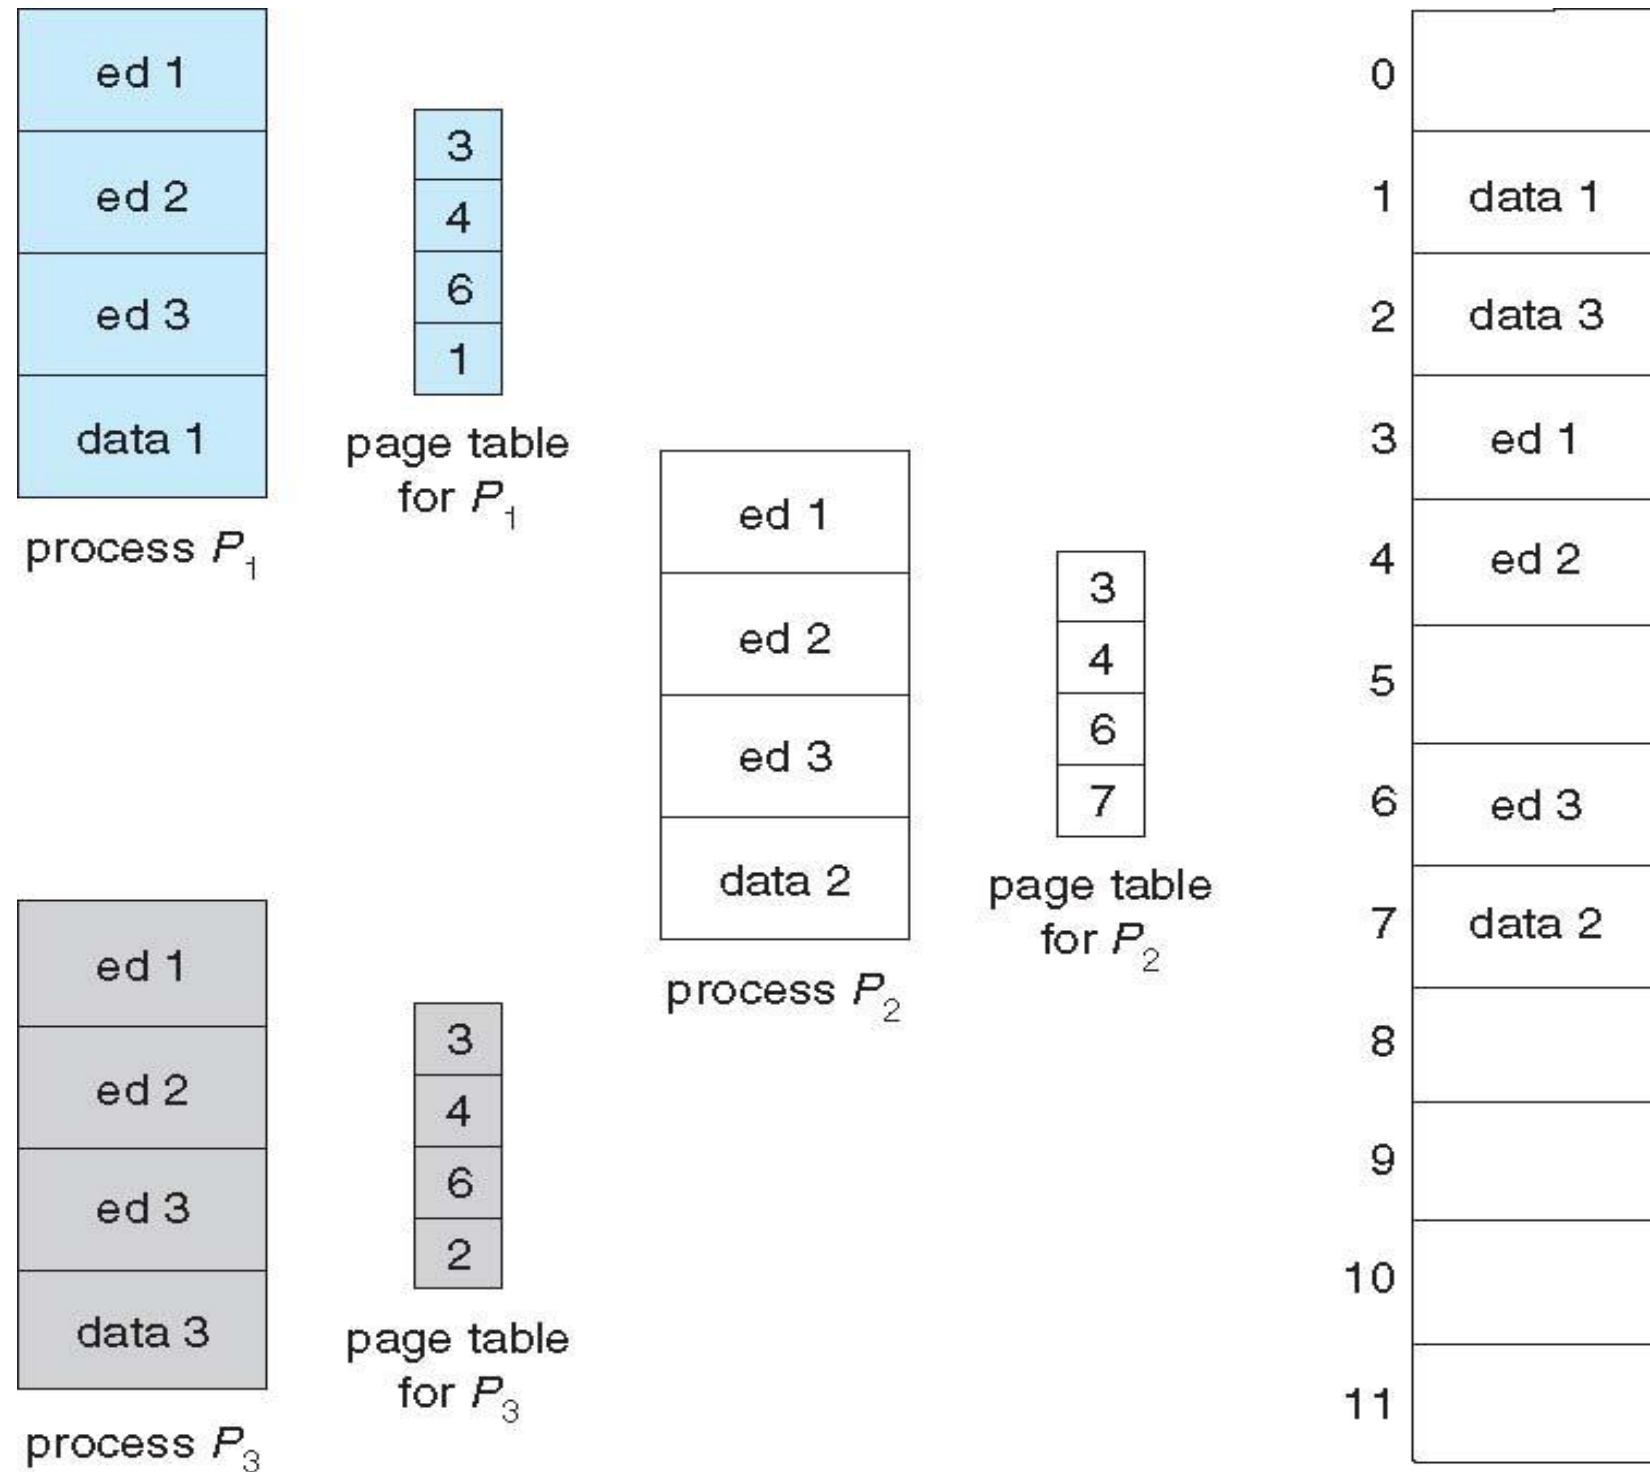 ed 1
ed 2
ed 3
data 1
process P₁
3
4
6
1
page table
for P₁
ed 1
ed 2
ed 3
data 2
process P₂
3
4
6
7
page table
for P₂
ed 1
ed 2
ed 3
data 3
process P₃
3
4
6
2
page table
for P₃
0
1 data 1
2 data 3
3 ed 1
4 ed 2
5
6 ed 3
7 data 2
8
9
10
11